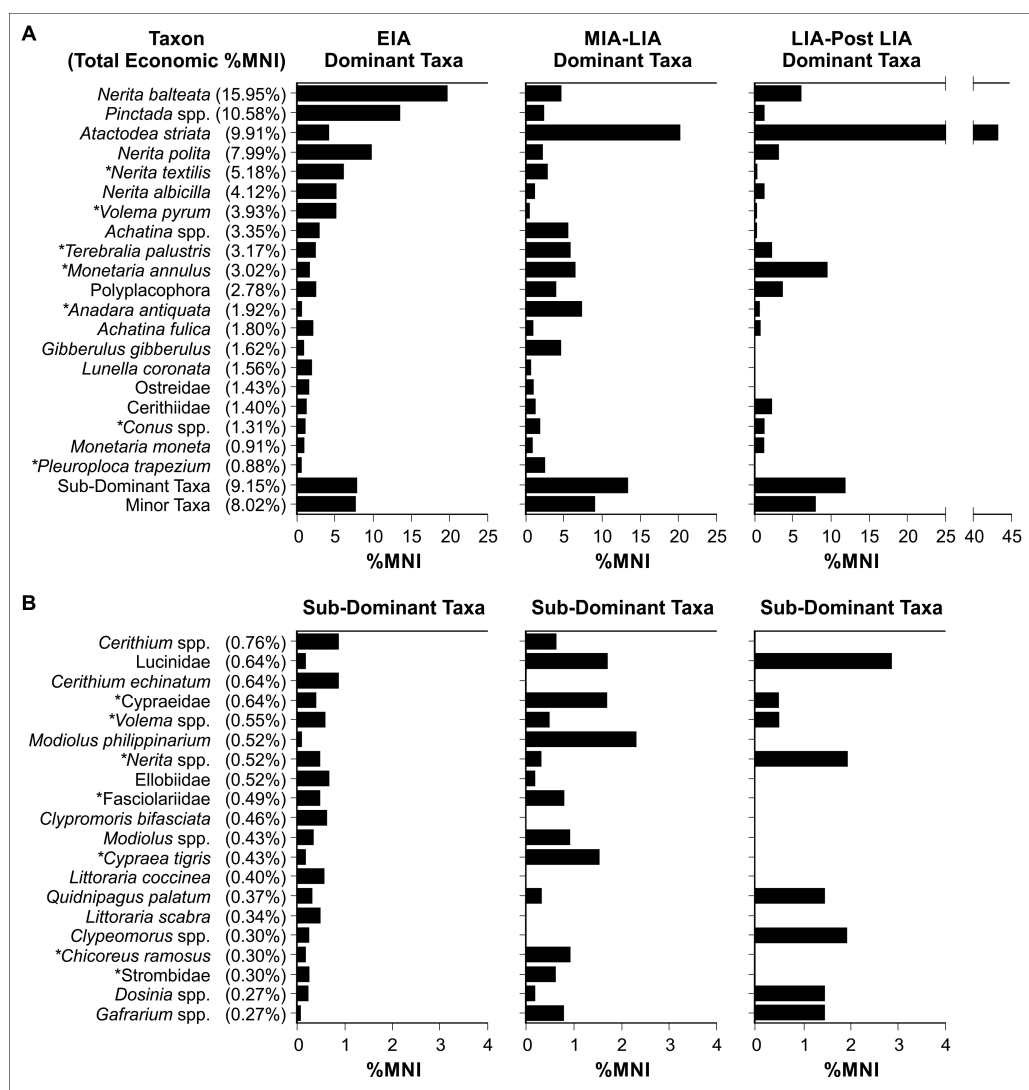 A
Taxon
(Total Economic %MNI)
EIA
Dominant Taxa
MIA-LIA
Dominant Taxa
LIA-Post LIA
Dominant Taxa
Nerita balteata (15.95%)
Pinctada spp. (10.58%)
Atactodea striata (9.91%)
Nerita polita (7.99%)
*Nerita textilis (5.18%)
Nerita albicilla (4.12%)
*Volema pyrum (3.93%)
Achatina spp. (3.35%)
*Terebralia palustris (3.17%)
*Monetaria annulus (3.02%)
Polyplacophora (2.78%)
*Anadara antiquata (1.92%)
Achatina fulica (1.80%)
Gibberulus gibberulus (1.62%)
Lunella coronata (1.56%)
Ostreidae (1.43%)
Cerithiidae (1.40%)
*Conus spp. (1.31%)
Monetaria moneta (0.91%)
*Pleuroploca trapezium (0.88%)
Sub-Dominant Taxa (9.15%)
Minor Taxa (8.02%)
0 5 10 15 20 25 0 5 10 15 20 25 0 5 10 15 20 25 40 45
%MNI %MNI %MNI
B
Sub-Dominant Taxa Sub-Dominant Taxa Sub-Dominant Taxa
Cerithium spp. (0.76%)
Lucinidae (0.64%)
Cerithium echinatum (0.64%)
*Cypraeidae (0.64%)
*Volema spp. (0.55%)
Modiolus philippinarium (0.52%)
*Nerita spp. (0.52%)
Ellobiidae (0.52%)
*Fasciolariidae (0.49%)
Clypromoris bifasciata (0.46%)
Modiolus spp. (0.43%)
*Cypraea tigris (0.43%)
Littoraria coccinea (0.40%)
Quidnipagus palatum (0.37%)
Littoraria scabra (0.34%)
Clypeomorus spp. (0.30%)
*Chicoreus ramosus (0.30%)
*Strombidae (0.30%)
Dosinia spp. (0.27%)
Gafrarium spp. (0.27%)
0 1 2 3 4 0 1 2 3 4 0 1 2 3 4
%MNI %MNI %MNI